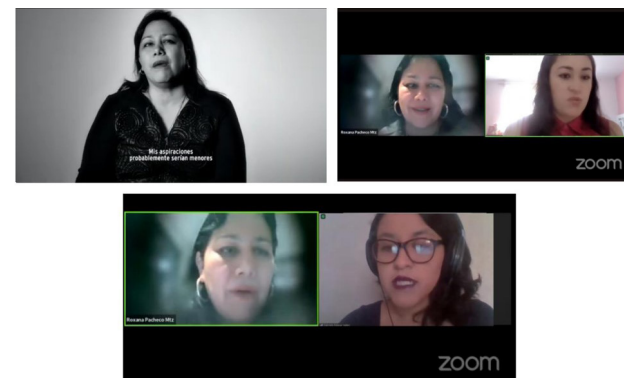 Mis aspiraciones
probablemente serían menores
Rosana Pacheco Mtz
zoom
Rosana Pacheco Mtz
zoom